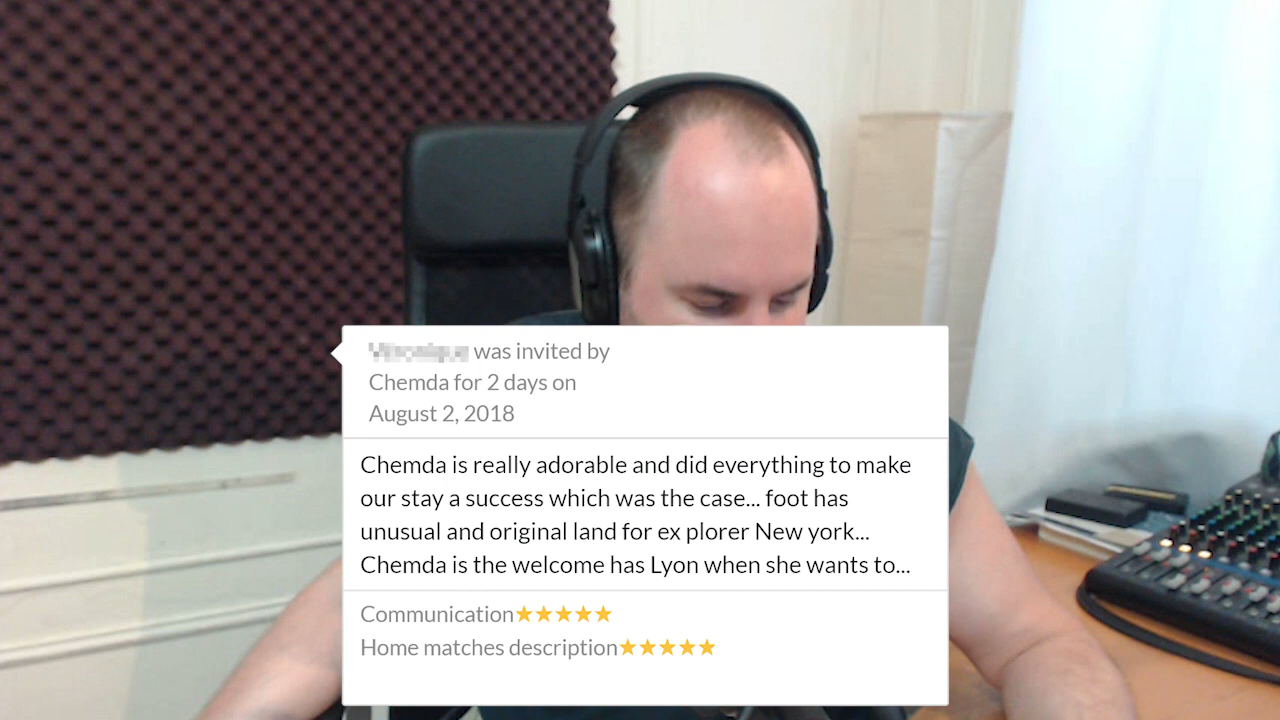 was invited by
Chemda for 2 days on
August 2, 2018
Chemda is really adorable and did everything to make
our stay a success which was the case... foot has
unusual and original land for ex plorer New york...
Chemda is the welcome has Lyon when she wants to...
Communication★★★★★
Home matches description★★★★★